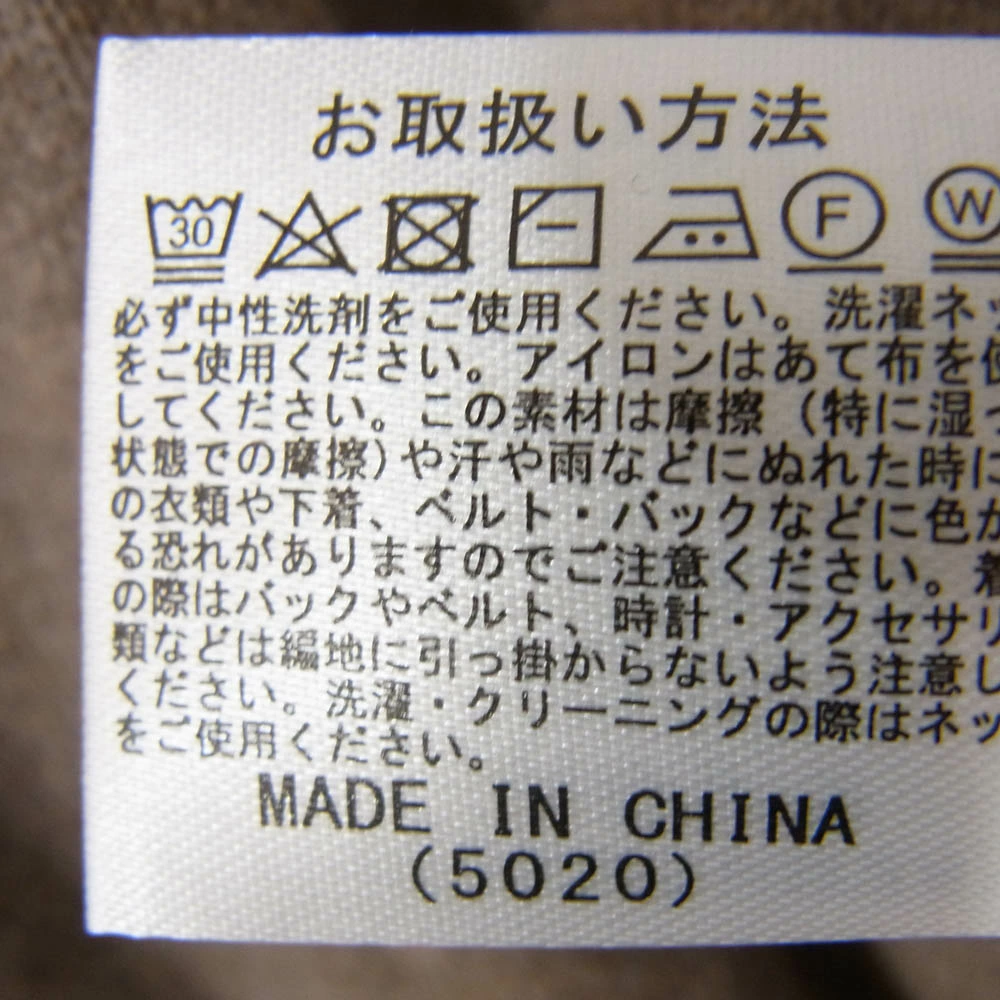 お取扱い方法
30 F W
必ず中性洗剤をご使用ください。洗濯ネッ
をご使用ください。アイロンはあて布を使
してください。この素材は摩擦（特に湿っ
状態での摩擦）や汗や雨などにぬれた時に
の衣類や下着、ベルト・バックなどに色が
る恐れがありますのでご注意ください。着
の際はバックやベルト、時計・アクセサリ
類などは編地に引っ掛からないよう注意し
ください。洗濯・クリーニングの際はネッ
をご使用ください。
MADE IN CHINA
(5020)